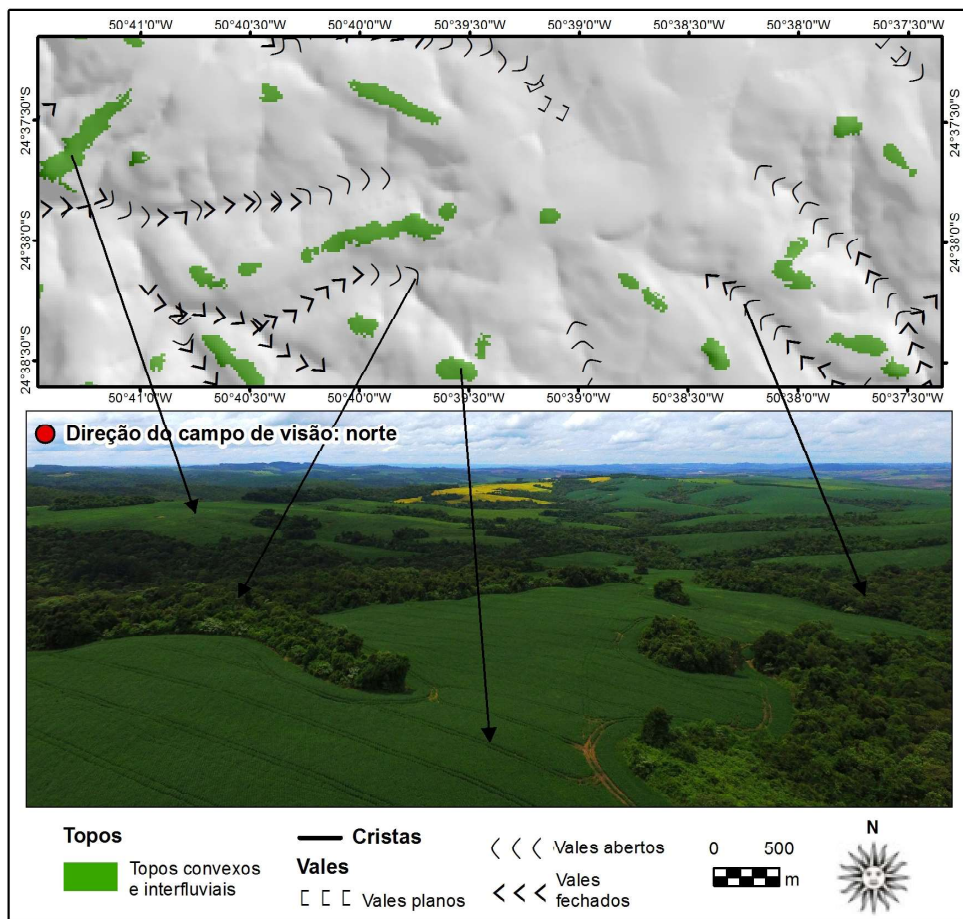 50°41'0"W 50°40'30"W 50°40'0"W 50°39'30"W 50°39'0"W 50°38'30"W 50°38'0"W 50°37'30"W
24°37'30"S 24°37'30"S
24°38'0"S 24°38'0"S
24°38'30"S 24°38'30"S
50°41'0"W 50°40'30"W 50°40'0"W 50°39'30"W 50°39'0"W 50°38'30"W 50°38'0"W 50°37'30"W
Direção do campo de visão: norte
Topos
Topos convexos
e interfluviais
Cristas
Vales
Vales planos
Vales abertos
Vales
fechados
0 500
m
N